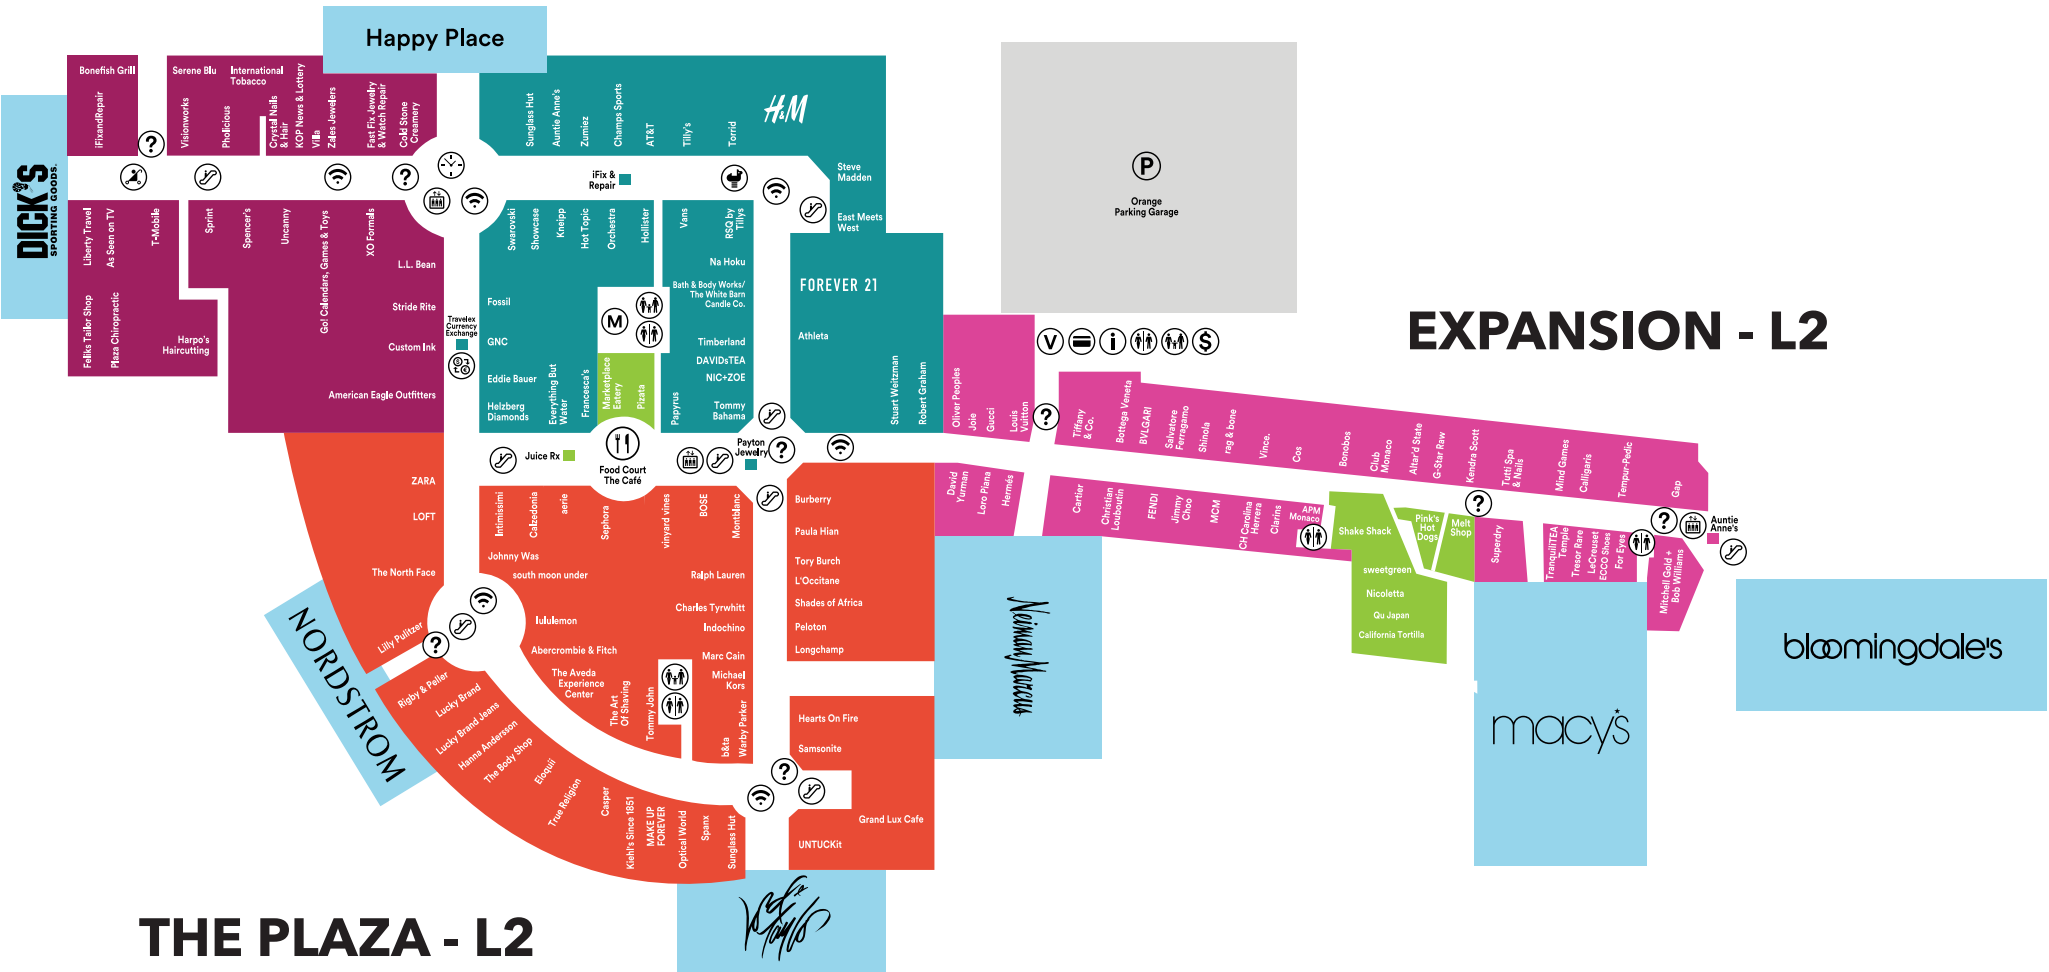 Happy Place
Bonefish Grill
iFixandRepair
Serene Blu
International
Tobacco
Visionworks
Pholicious
Crystal Nails
& Hair
KOP News & Lottery
Villa
Zales Jewelers
Fast Fix Jewelry
& Watch Repair
Cold Stone
Creamery
?
?
DICK'S
SPORTING GOODS.
Liberty Travel
As Seen on TV
T-Mobile
Feliks Tailor Shop
Plaza Chiropractic
Harpo's
Haircutting
Sprint
Spencer's
Uncanny
Go! Calendars, Games & Toys
XO Formals
L.L. Bean
Stride Rite
Custom Ink
American Eagle Outfitters
Sunglass Hut
Auntie Anne's
Zumiez
Champs Sports
AT&T
Tilly's
Torrid
H&M
Steve
Madden
East Meets
West
iFix &
Repair
Swarovski
Showcase
Kneipp
Hot Topic
Orchestra
Hollister
Vans
RSQ by
Tillys
Na Hoku
Bath & Body Works/
The White Barn
Candle Co.
Timberland
DAVIDsTEA
NIC+ZOE
Tommy
Bahama
Papyrus
Fossil
GNC
Eddie Bauer
Helzberg
Diamonds
Everything But
Water
Francesca's
M
Marketplace
Eatery
Pizata
Travelex
Currency
Exchange
FOREVER 21
Athleta
Stuart Weitzman
Robert Graham
Juice Rx
Food Court
The Café
Payton
Jewelry
?
P
Orange
Parking Garage
EXPANSION - L2
V
i
$
Oliver Peoples
Joie
Gucci
Louis
Vuitton
?
Tiffany
& Co.
Bottega Veneta
BVLGARI
Salvatore
Ferragamo
Shinola
rag & bone
Vince.
Cos
Bonobos
Club
Monaco
Altar'd State
G-Star Raw
Kendra Scott
Tutti Spa
& Nails
Mind Games
Calligaris
Tempur-Pedic
Gap
David
Yurman
Loro Piana
Hermés
Cartier
Christian
Louboutin
FENDI
Jimmy
Choo
MCM
CH Carolina
Herrera
Clarins
APM
Monaco
Shake Shack
Pink's
Hot
Dogs
Melt
Shop
?
Superdry
TranquiliTEA
Temple
Tresor Rare
LeCreuset
ECCO Shoes
For Eyes
?
Auntie
Anne's
Mitchell Gold +
Bob Williams
sweetgreen
Nicoletta
Qu Japan
California Tortilla
Neiman Marcus
macy's
bloomingdale's
ZARA
LOFT
The North Face
Lilly Pulitzer
NORDSTROM
?
Intimissimi
Calzedonia
aerie
Sephora
vinyard vines
BOSE
Montblanc
Johnny Was
south moon under
lululemon
Abercrombie & Fitch
The Aveda
Experience
Center
The Art
Of Shaving
Tommy John
Ralph Lauren
Charles Tyrwhitt
Indochino
Marc Cain
Michael
Kors
b&ta
Warby Parker
Burberry
Paula Hian
Tory Burch
L'Occitane
Shades of Africa
Peloton
Longchamp
Hearts On Fire
Samsonite
Grand Lux Cafe
UNTUCKit
?
Rigby & Peller
Lucky Brand
Lucky Brand Jeans
Hanna Andersson
The Body Shop
Eloquii
True Religion
Casper
Kiehl's Since 1851
MAKE UP
FOREVER
Optical World
Spanx
Sunglass Hut
Lord & Taylor
THE PLAZA - L2